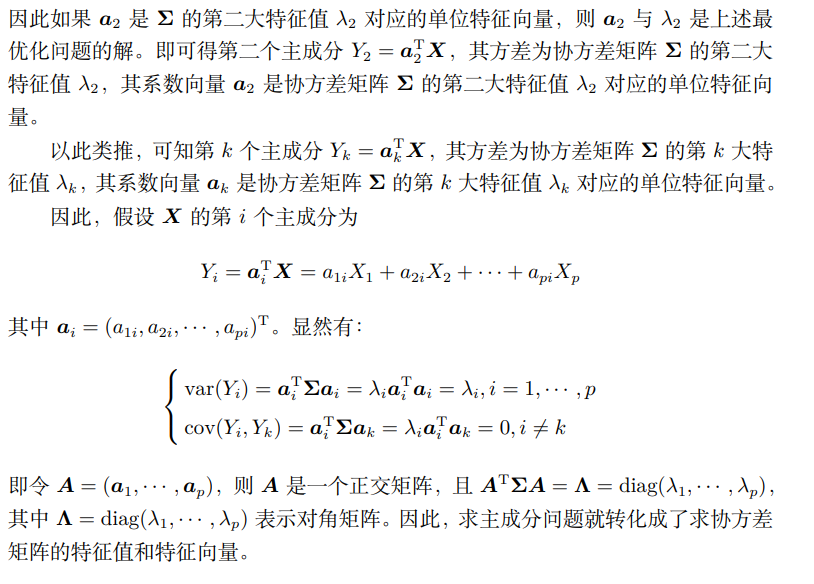 因此如果 a₂ 是 Σ 的第二大特征值 λ₂ 对应的单位特征向量，则 a₂ 与 λ₂ 是上述最
优化问题的解。即可得第二个主成分 Y₂ = a₂ᵀX，其方差为协方差矩阵 Σ 的第二大
特征值 λ₂，其系数向量 a₂ 是协方差矩阵 Σ 的第二大特征值 λ₂ 对应的单位特征向
量。
以此类推，可知第 k 个主成分 Yₖ = aₖᵀX，其方差为协方差矩阵 Σ 的第 k 大特
征值 λₖ，其系数向量 aₖ 是协方差矩阵 Σ 的第 k 大特征值 λₖ 对应的单位特征向量。
因此，假设 X 的第 i 个主成分为
Yᵢ = aᵢᵀX = a₁ᵢX₁ + a₂ᵢX₂ + ⋯ + aₚᵢXₚ
其中 aᵢ = (a₁ᵢ, a₂ᵢ, ⋯ , aₚᵢ)ᵀ。显然有：
var(Yᵢ) = aᵢᵀΣaᵢ = λᵢaᵢᵀaᵢ = λᵢ, i = 1, ⋯ , p
cov(Yᵢ, Yₖ) = aᵢᵀΣaₖ = λᵢaᵢᵀaₖ = 0, i ≠ k
即令 A = (a₁, ⋯ , aₚ)，则 A 是一个正交矩阵，且 AᵀΣA = Λ = diag(λ₁, ⋯ , λₚ)，
其中 Λ = diag(λ₁, ⋯ , λₚ) 表示对角矩阵。因此，求主成分问题就转化成了求协方差
矩阵的特征值和特征向量。